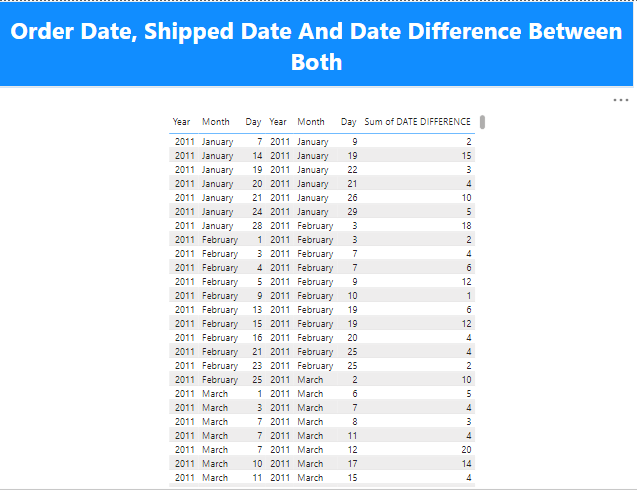 Order Date, Shipped Date And Date Difference Between
Both
Year Month Day Year Month Day Sum of DATE DIFFERENCE
2011 January 7 2011 January 9 2
2011 January 14 2011 January 19 15
2011 January 19 2011 January 22 3
2011 January 20 2011 January 21 4
2011 January 21 2011 January 26 10
2011 January 24 2011 January 29 5
2011 January 28 2011 February 3 18
2011 February 1 2011 February 3 2
2011 February 3 2011 February 7 4
2011 February 4 2011 February 7 6
2011 February 5 2011 February 9 12
2011 February 9 2011 February 10 1
2011 February 13 2011 February 19 6
2011 February 15 2011 February 19 12
2011 February 16 2011 February 20 4
2011 February 21 2011 February 25 4
2011 February 23 2011 February 25 2
2011 February 25 2011 March 2 10
2011 March 1 2011 March 6 5
2011 March 3 2011 March 7 4
2011 March 7 2011 March 8 3
2011 March 7 2011 March 11 4
2011 March 7 2011 March 12 20
2011 March 10 2011 March 17 14
2011 March 11 2011 March 15 4